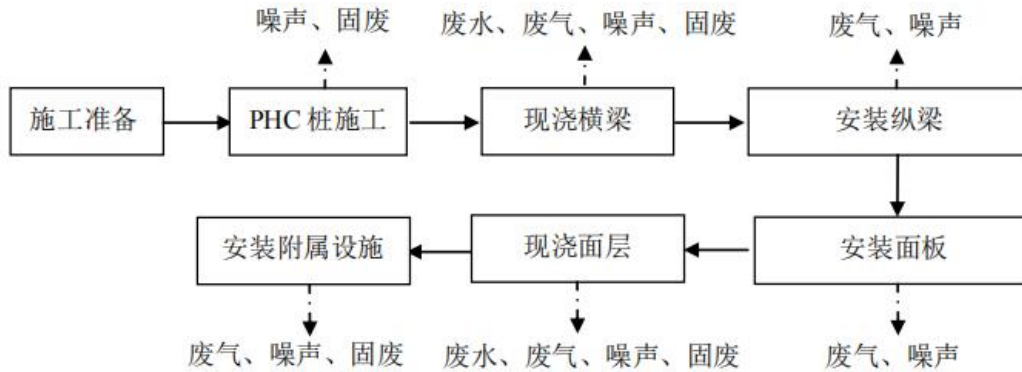 噪声、固废
废水、废气、噪声、固废
废气、噪声
施工准备
PHC 桩施工
现浇横梁
安装纵梁
安装附属设施
现浇面层
安装面板
废气、噪声、固废
废水、废气、噪声、固废
废气、噪声